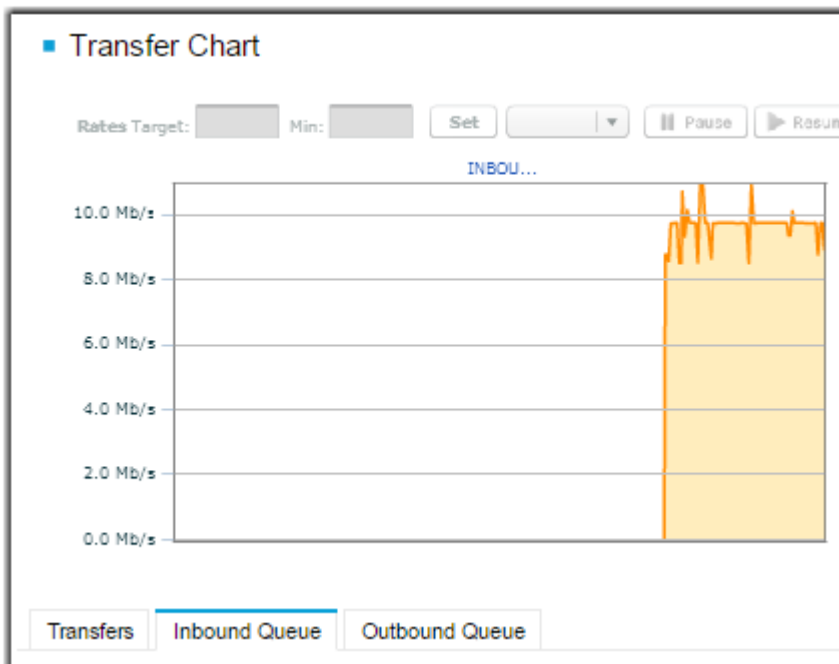 Transfer Chart
Rates Target: Min: Set Pause Resum
INBOU...
10.0 Mb/s
8.0 Mb/s
6.0 Mb/s
4.0 Mb/s
2.0 Mb/s
0.0 Mb/s
Transfers Inbound Queue Outbound Queue